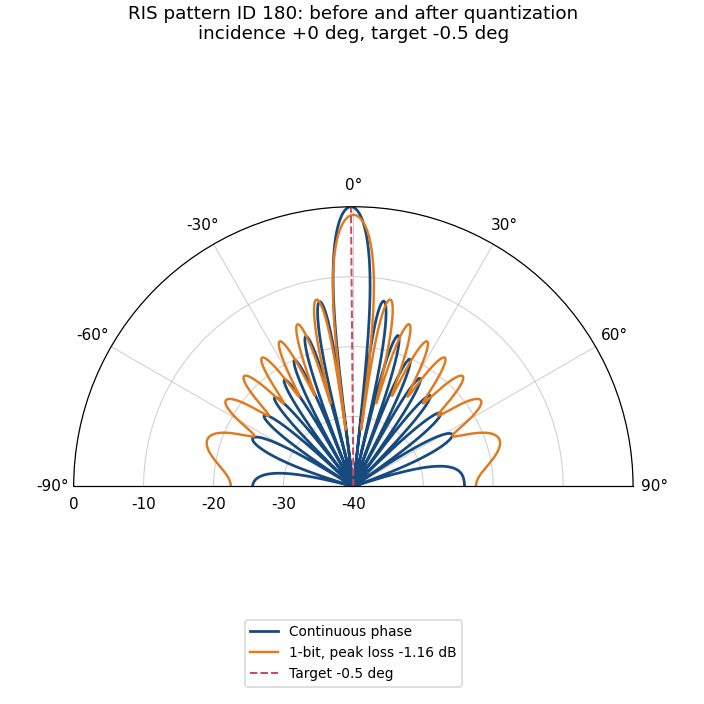 RIS pattern ID 180: before and after quantization
incidence +0 deg, target -0.5 deg
0°
-30°
30°
-60°
60°
-90°
90°
0
-10
-20
-30
-40
Continuous phase
1-bit, peak loss -1.16 dB
Target -0.5 deg